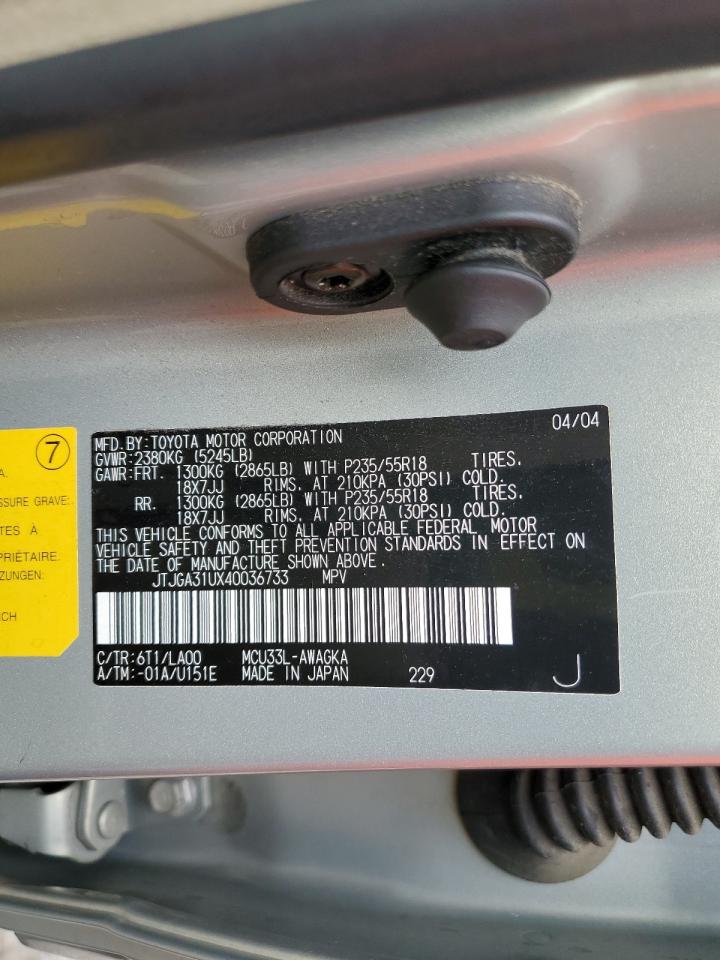 7
A.
SSURE GRAVE:
TES À
PRIÉTAIRE.
ZUNGEN:
ICH
04/04
MFD.BY:TOYOTA MOTOR CORPORATION
GVWR:2380KG (5245LB)
GAWR:FRT. 1300KG (2865LB) WITH P235/55R18 TIRES.
18X7JJ RIMS. AT 210KPA (30PSI) COLD.
RR. 1300KG (2865LB) WITH P235/55R18 TIRES.
18X7JJ RIMS. AT 210KPA (30PSI) COLD.
THIS VEHICLE CONFORMS TO ALL APPLICABLE FEDERAL MOTOR
VEHICLE SAFETY AND THEFT PREVENTION STANDARDS IN EFFECT ON
THE DATE OF MANUFACTURE SHOWN ABOVE.
JTJGA31UX40036733 MPV
C/TR:6T1/LA00 MCU33L-AWAGKA
A/TM:-01A/U151E MADE IN JAPAN 229 J